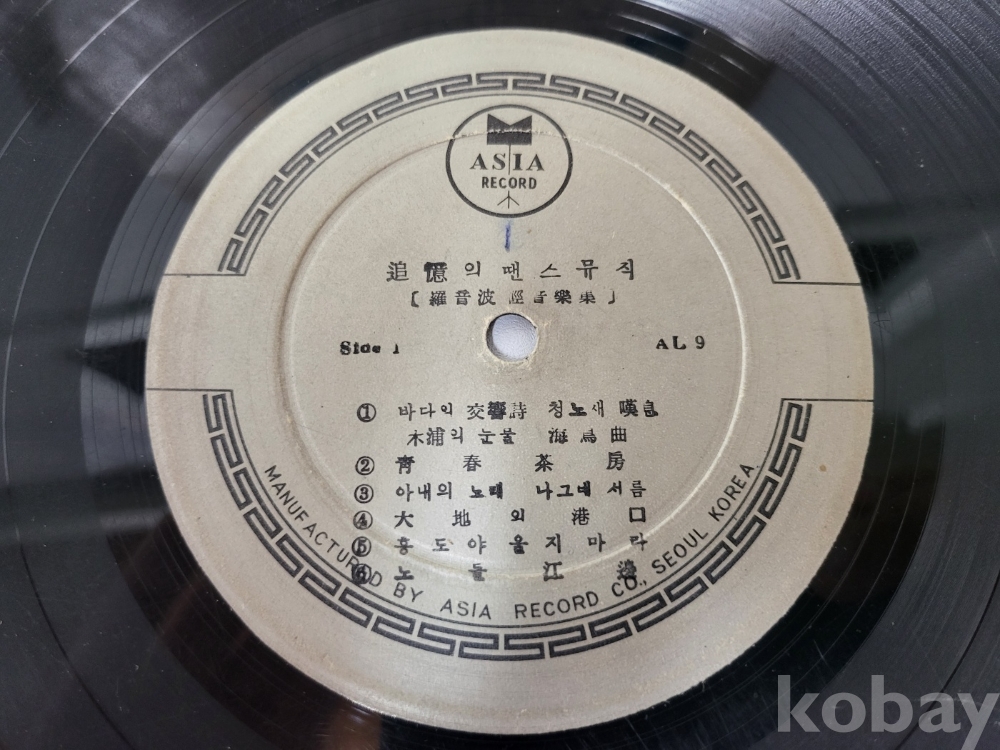 ASIA
RECORD
追憶의 땐스뮤직
[羅音波 經音樂集]
Side 1
AL 9
① 바다의 交響詩 청노새 嘆息
木浦의 눈물 海鳥曲
② 靑春茶房
③ 아내의 노래 나그네 서름
④ 大地의 港口
⑤ 홍도야 울지마라
⑥ 노들江邊
MANUFACTURED BY ASIA RECORD CO., SEOUL KOREA
kobay